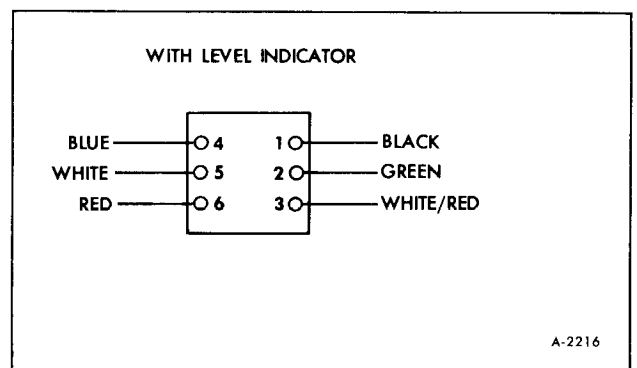 WITH LEVEL INDICATOR
BLUE 4 1 BLACK
WHITE 5 2 GREEN
RED 6 3 WHITE/RED
A-2216